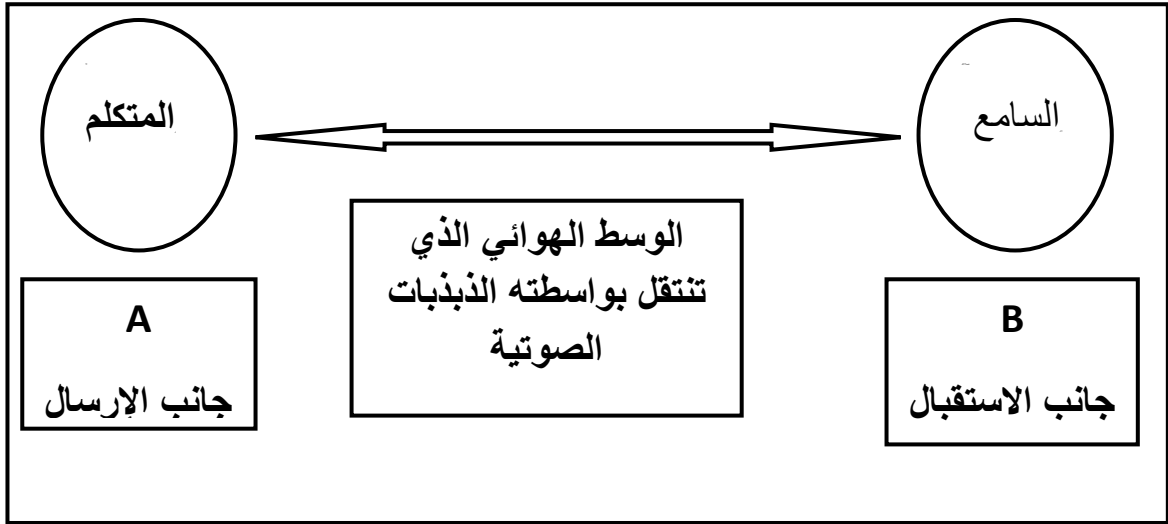 المتكلم
السامع
الوسط الهوائي الذي
تنتقل بواسطته الذبذبات
الصوتية
A
جانب الإرسال
B
جانب الاستقبال